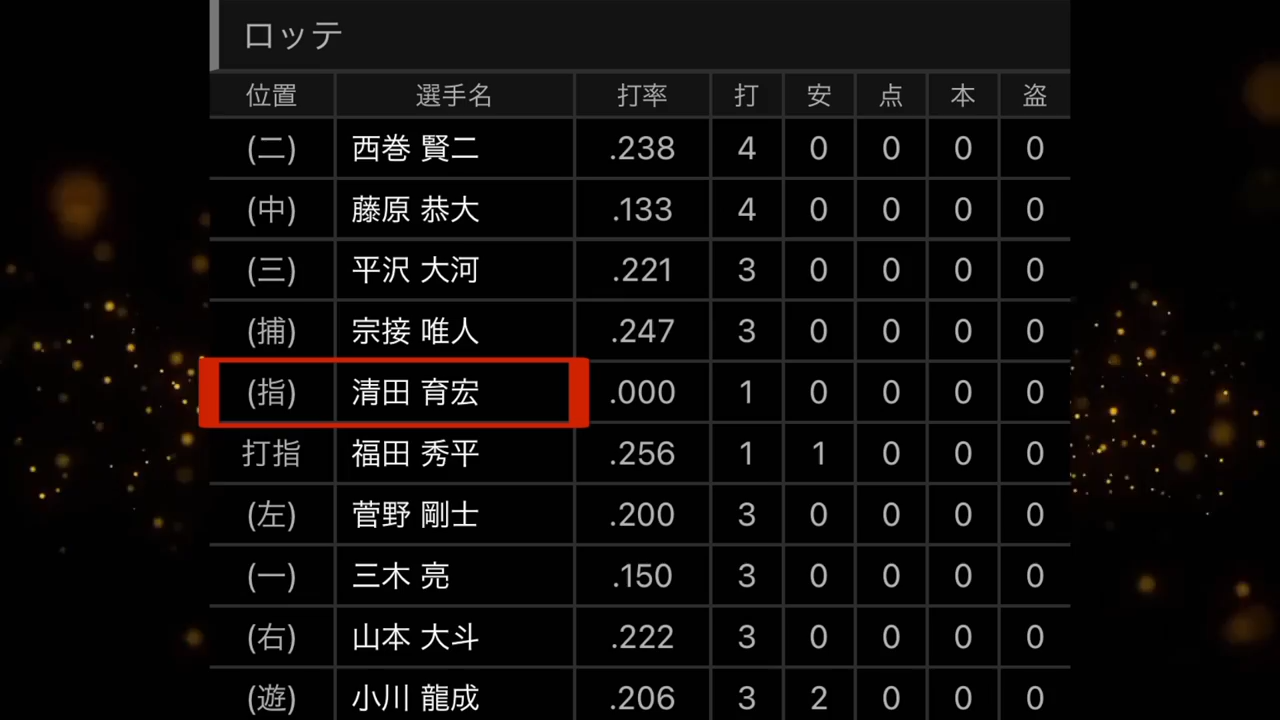 ロッテ
位置 選手名 打率 打 安 点 本 盗
(二) 西巻 賢二 .238 4 0 0 0 0
(中) 藤原 恭大 .133 4 0 0 0 0
(三) 平沢 大河 .221 3 0 0 0 0
(捕) 宗接 唯人 .247 3 0 0 0 0
(指) 清田 育宏 .000 1 0 0 0 0
打指 福田 秀平 .256 1 1 0 0 0
(左) 菅野 剛士 .200 3 0 0 0 0
(一) 三木 亮 .150 3 0 0 0 0
(右) 山本 大斗 .222 3 0 0 0 0
(遊) 小川 龍成 .206 3 2 0 0 0